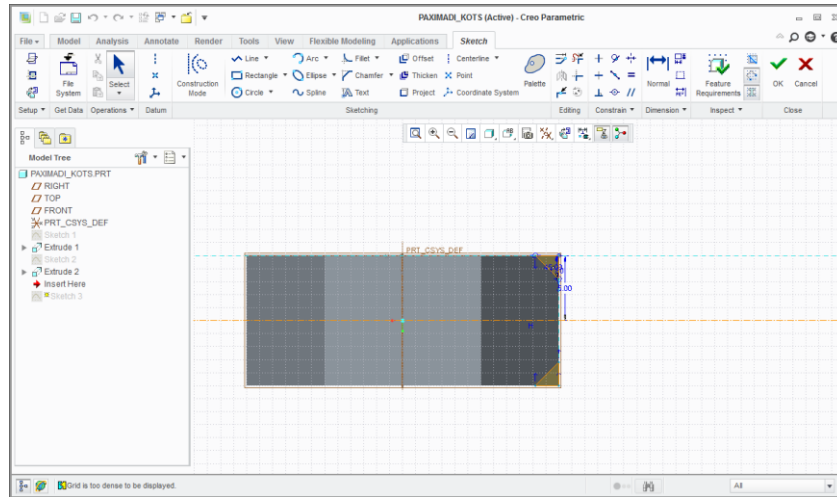 PAXIMADI_KOTS (Active) - Creo Parametric
File Model Analysis Annotate Render Tools View Flexible Modeling Applications Sketch
File System
Select
Construction Mode
Line Arc Fillet Offset Centerline
Rectangle Ellipse Chamfer Thicken Point
Circle Spline Text Project Coordinate System
Palette
Normal
Feature Requirements
OK Cancel
Setup Get Data Operations Datum Sketching Editing Constrain Dimension Inspect Close
Model Tree
PAXIMADI_KOTS.PRT
RIGHT
TOP
FRONT
PRT_CSYS_DEF
Sketch 1
Extrude 1
Sketch 2
Extrude 2
Insert Here
Sketch 3
PRT_CSYS_DEF
5.00
H
Grid is too dense to be displayed.
All